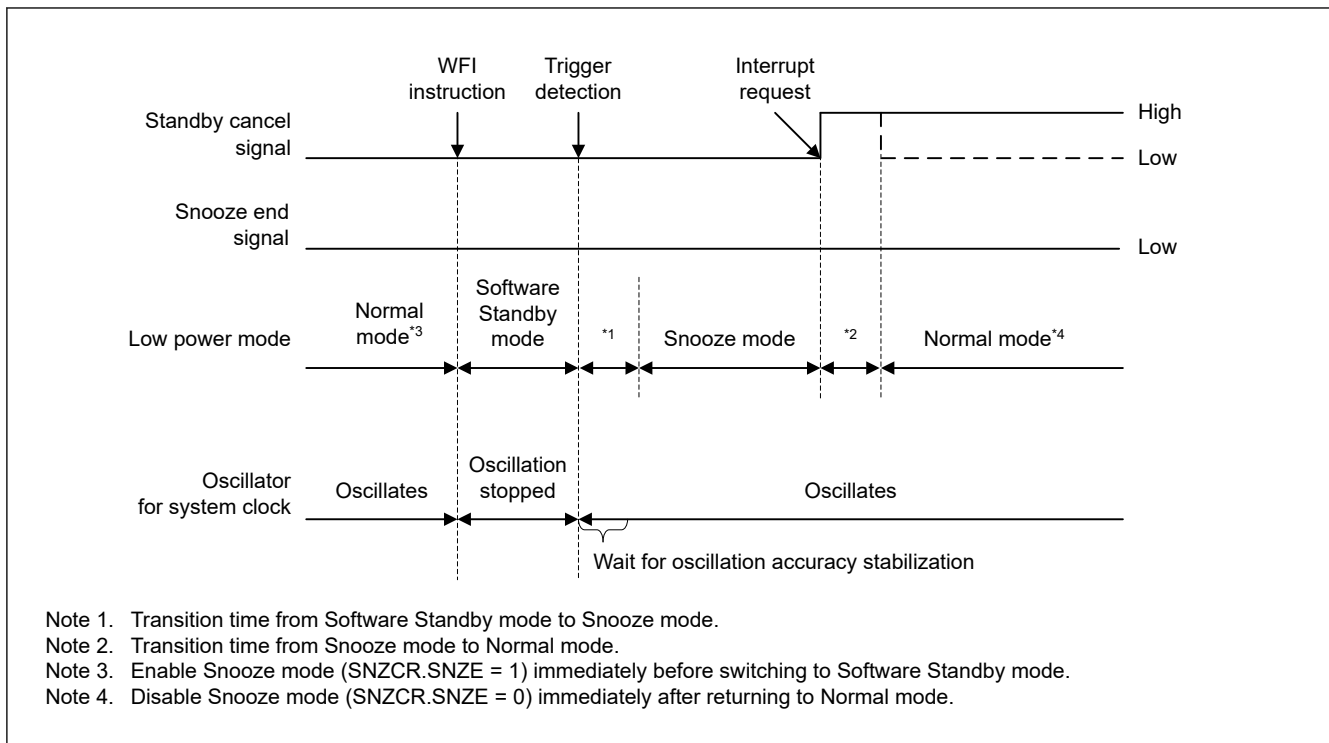 WFI
instruction
Trigger
detection
Interrupt
request
Standby cancel
signal
High
Low
Snooze end
signal
Low
Low power mode
Normal
mode*3
Software
Standby
mode
*1
Snooze mode
*2
Normal mode*4
Oscillator
for system clock
Oscillates
Oscillation
stopped
Oscillates
Wait for oscillation accuracy stabilization
Note 1. Transition time from Software Standby mode to Snooze mode.
Note 2. Transition time from Snooze mode to Normal mode.
Note 3. Enable Snooze mode (SNZCR.SNZE = 1) immediately before switching to Software Standby mode.
Note 4. Disable Snooze mode (SNZCR.SNZE = 0) immediately after returning to Normal mode.